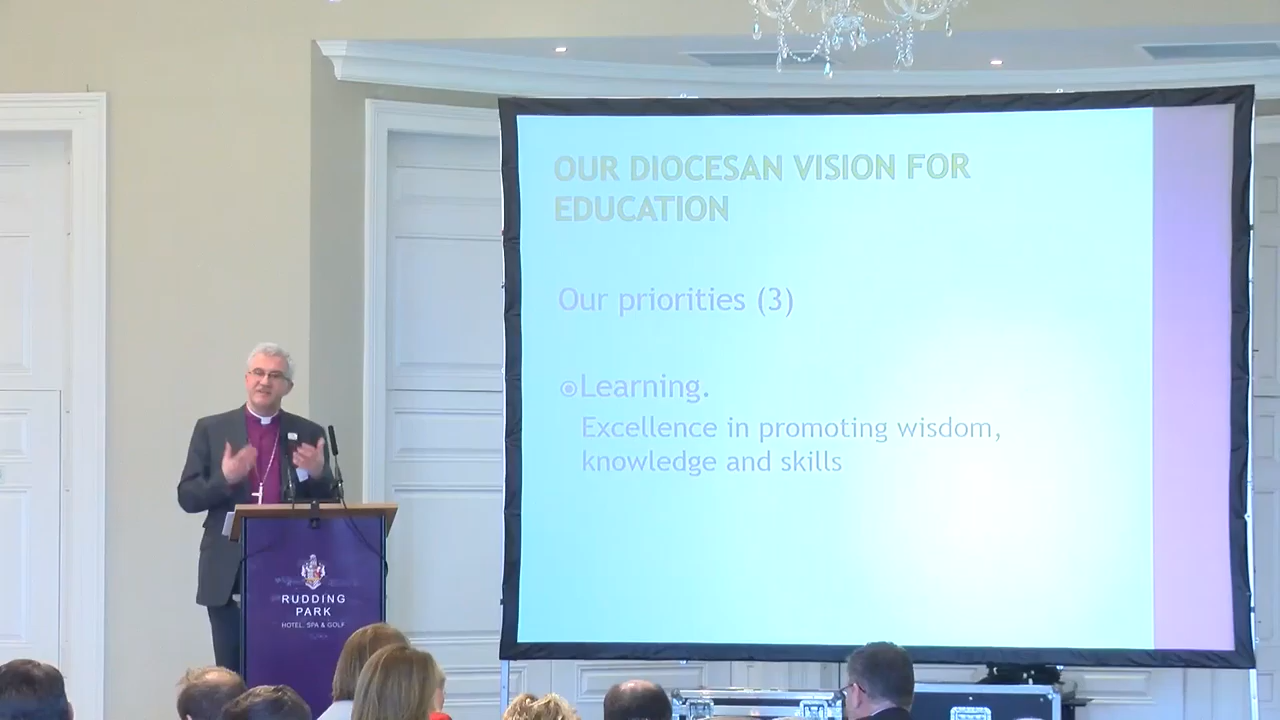 OUR DIOCESAN VISION FOR
EDUCATION
Our priorities (3)
Learning.
Excellence in promoting wisdom,
knowledge and skills
RUDDING
PARK
HOTEL, SPA & GOLF